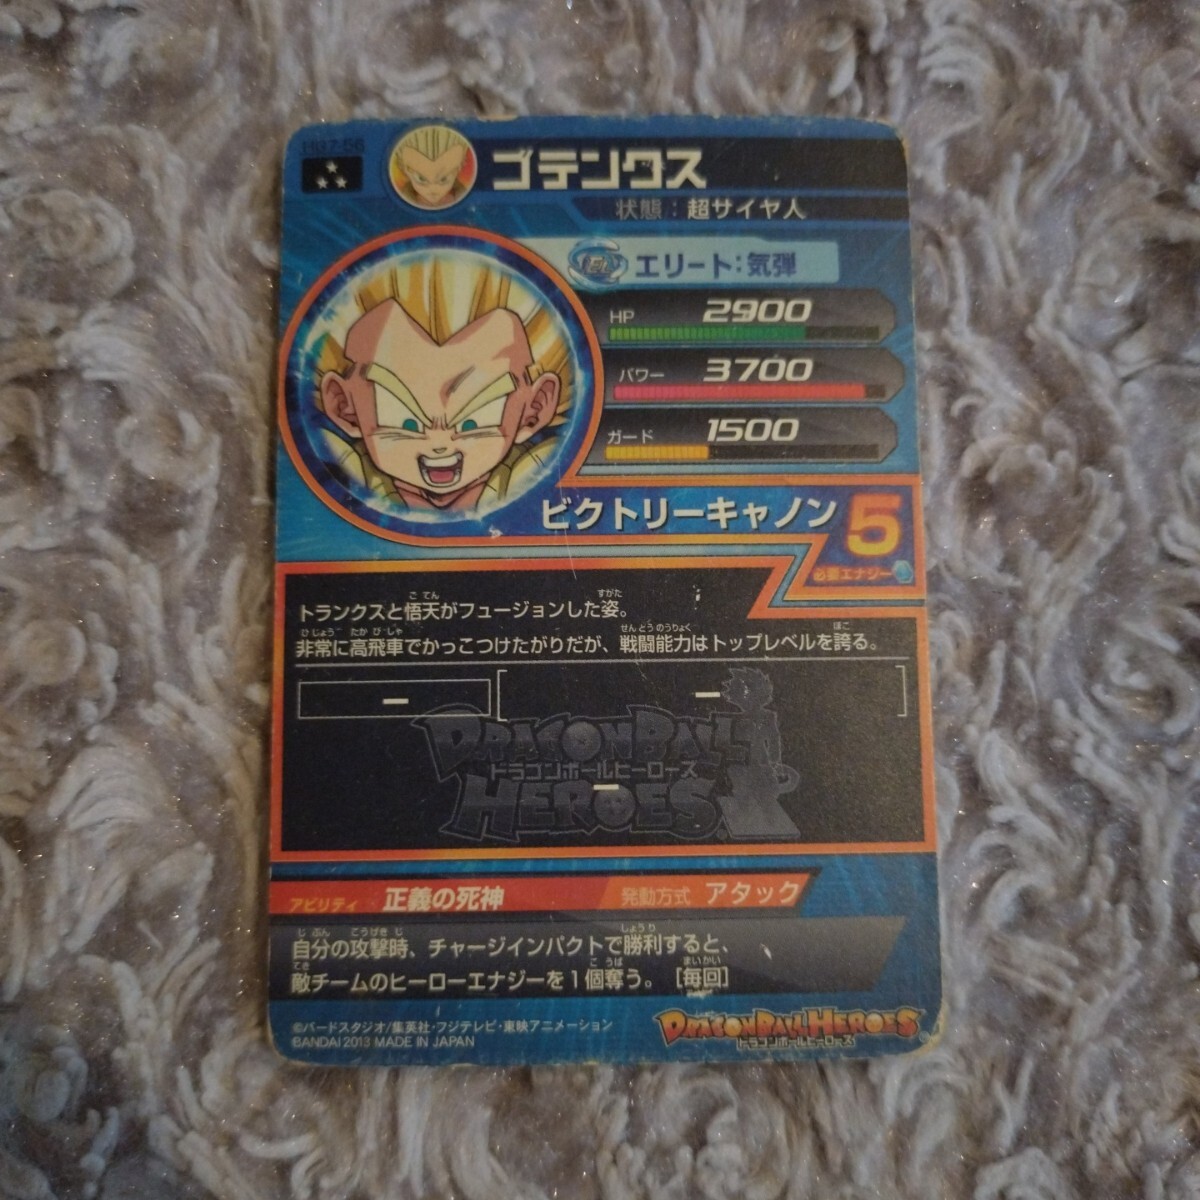 HG7-56
ゴテンクス
状態：超サイヤ人
エリート：気弾
HP 2900
パワー 3700
ガード 1500
ビクトリーキャノン 5
必要エナジー
トランクスと悟天がフュージョンした姿。
非常に高飛車でかっこつけたがりだが、戦闘能力はトップレベルを誇る。
ー ー
DRAGONBALL
ドラゴンボールヒーローズ
HEROES
ー
アビリティ 正義の死神 発動方式 アタック
自分の攻撃時、チャージインパクトで勝利すると、
敵チームのヒーローエナジーを1個奪う。［毎回］
©バードスタジオ/集英社・フジテレビ・東映アニメーション
©BANDAI 2013 MADE IN JAPAN
DRAGONBALL HEROES
ドラゴンボールヒーローズ